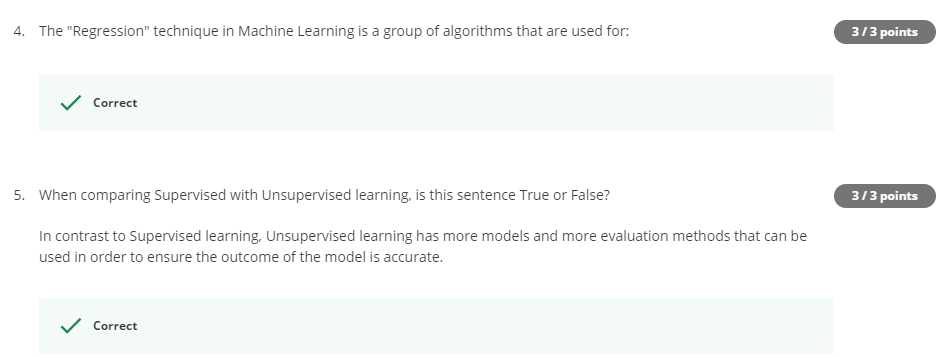 4. The "Regression" technique in Machine Learning is a group of algorithms that are used for:
3 / 3 points
Correct
5. When comparing Supervised with Unsupervised learning, is this sentence True or False?
3 / 3 points
In contrast to Supervised learning, Unsupervised learning has more models and more evaluation methods that can be
used in order to ensure the outcome of the model is accurate.
Correct